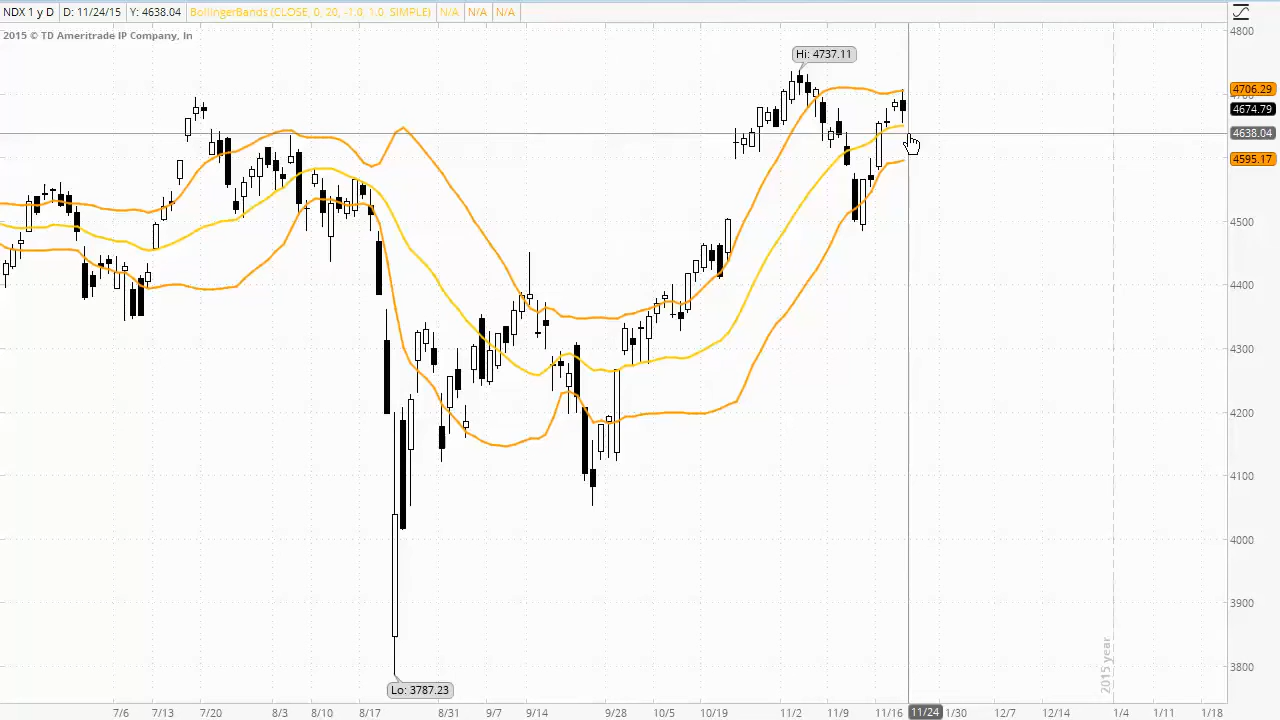 NDX 1 y D D: 11/24/15 Y: 4638.04 BollingerBands (CLOSE, 0, 20, -1.0, 1.0, SIMPLE) N/A N/A N/A
2015 © TD Ameritrade IP Company, In
4800
Hi: 4737.11
4706.29
4674.79
4638.04
4595.17
4500
4400
4300
4200
4100
4000
3900
3800
Lo: 3787.23
2015 year
7/6 7/13 7/20 8/3 8/10 8/17 8/31 9/7 9/14 9/28 10/5 10/19 11/2 11/9 11/16 11/24 1/30 12/7 12/14 1/4 1/11 1/18